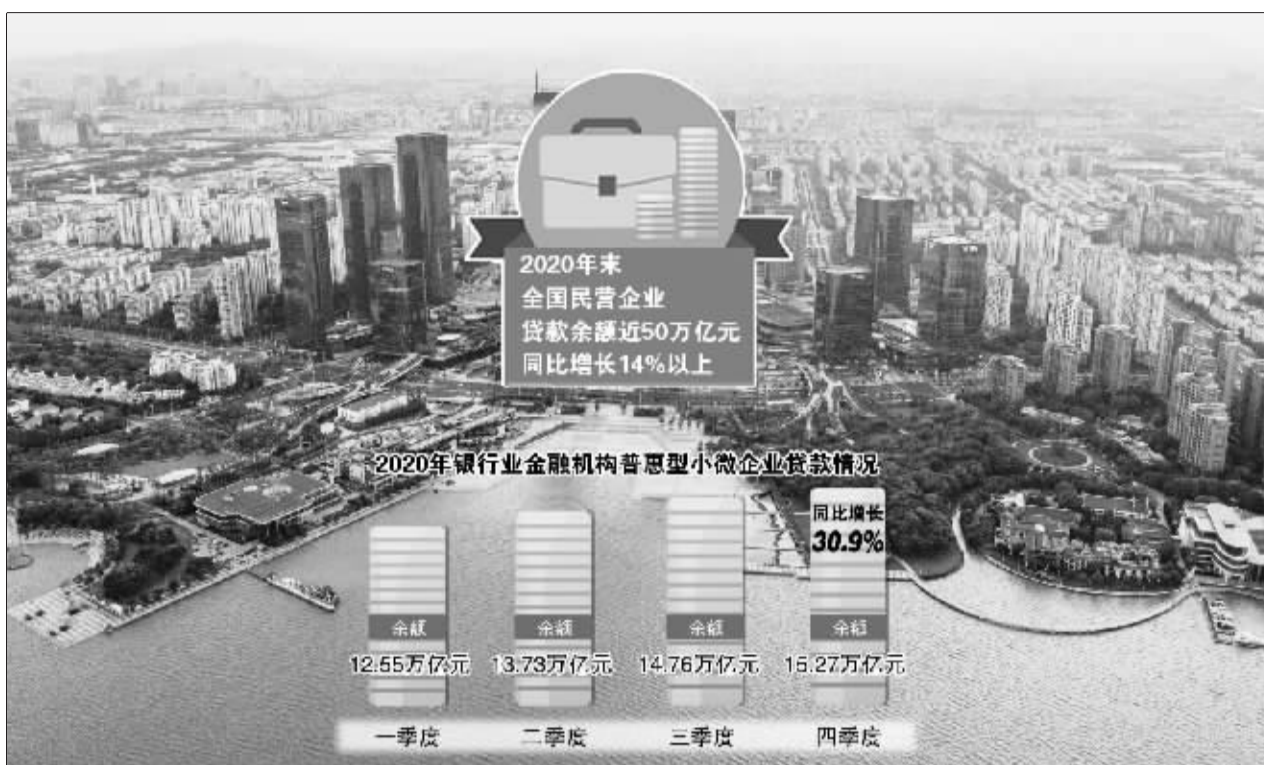 2020年末
全国民营企业
贷款余额近50万亿元
同比增长14%以上
2020年银行业金融机构普惠型小微企业贷款情况
同比增长
30.9%
余额 余额 余额 余额
12.55万亿元 13.73万亿元 14.76万亿元 15.27万亿元
一季度 二季度 三季度 四季度